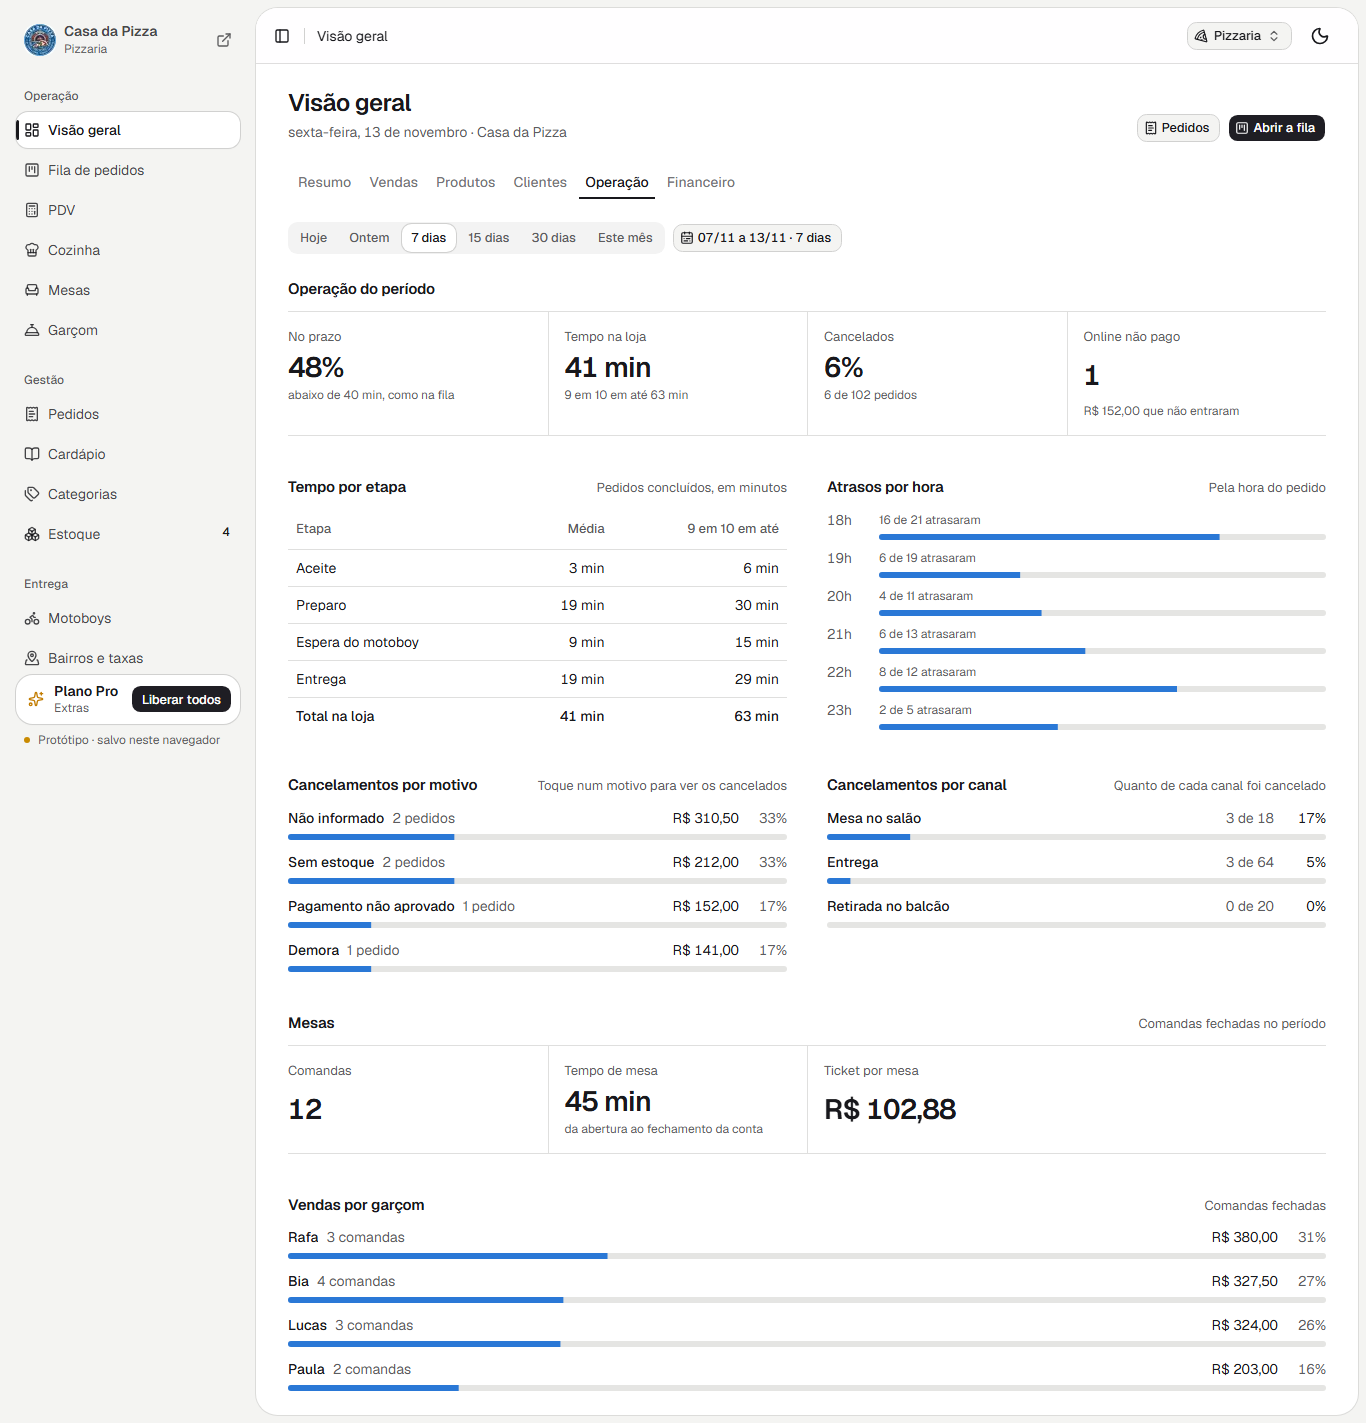 Casa da Pizza
Pizzaria
Operação
Visão geral
Fila de pedidos
PDV
Cozinha
Mesas
Garçom
Gestão
Pedidos
Cardápio
Categorias
Estoque 4
Entrega
Motoboys
Bairros e taxas
Plano Pro
Extras
Liberar todos
Protótipo · salvo neste navegador
Visão geral
Pizzaria
Visão geral
sexta-feira, 13 de novembro · Casa da Pizza
Pedidos
Abrir a fila
Resumo Vendas Produtos Clientes Operação Financeiro
Hoje Ontem 7 dias 15 dias 30 dias Este mês 07/11 a 13/11 · 7 dias
Operação do período
No prazo
48%
abaixo de 40 min, como na fila
Tempo na loja
41 min
9 em 10 em até 63 min
Cancelados
6%
6 de 102 pedidos
Online não pago
1
R$ 152,00 que não entraram
Tempo por etapa Pedidos concluídos, em minutos
Etapa Média 9 em 10 em até
Aceite 3 min 6 min
Preparo 19 min 30 min
Espera do motoboy 9 min 15 min
Entrega 19 min 29 min
Total na loja 41 min 63 min
Atrasos por hora Pela hora do pedido
18h 16 de 21 atrasaram
19h 6 de 19 atrasaram
20h 4 de 11 atrasaram
21h 6 de 13 atrasaram
22h 8 de 12 atrasaram
23h 2 de 5 atrasaram
Cancelamentos por motivo Toque num motivo para ver os cancelados
Não informado 2 pedidos R$ 310,50 33%
Sem estoque 2 pedidos R$ 212,00 33%
Pagamento não aprovado 1 pedido R$ 152,00 17%
Demora 1 pedido R$ 141,00 17%
Cancelamentos por canal Quanto de cada canal foi cancelado
Mesa no salão 3 de 18 17%
Entrega 3 de 64 5%
Retirada no balcão 0 de 20 0%
Mesas Comandas fechadas no período
Comandas
12
Tempo de mesa
45 min
da abertura ao fechamento da conta
Ticket por mesa
R$ 102,88
Vendas por garçom Comandas fechadas
Rafa 3 comandas R$ 380,00 31%
Bia 4 comandas R$ 327,50 27%
Lucas 3 comandas R$ 324,00 26%
Paula 2 comandas R$ 203,00 16%